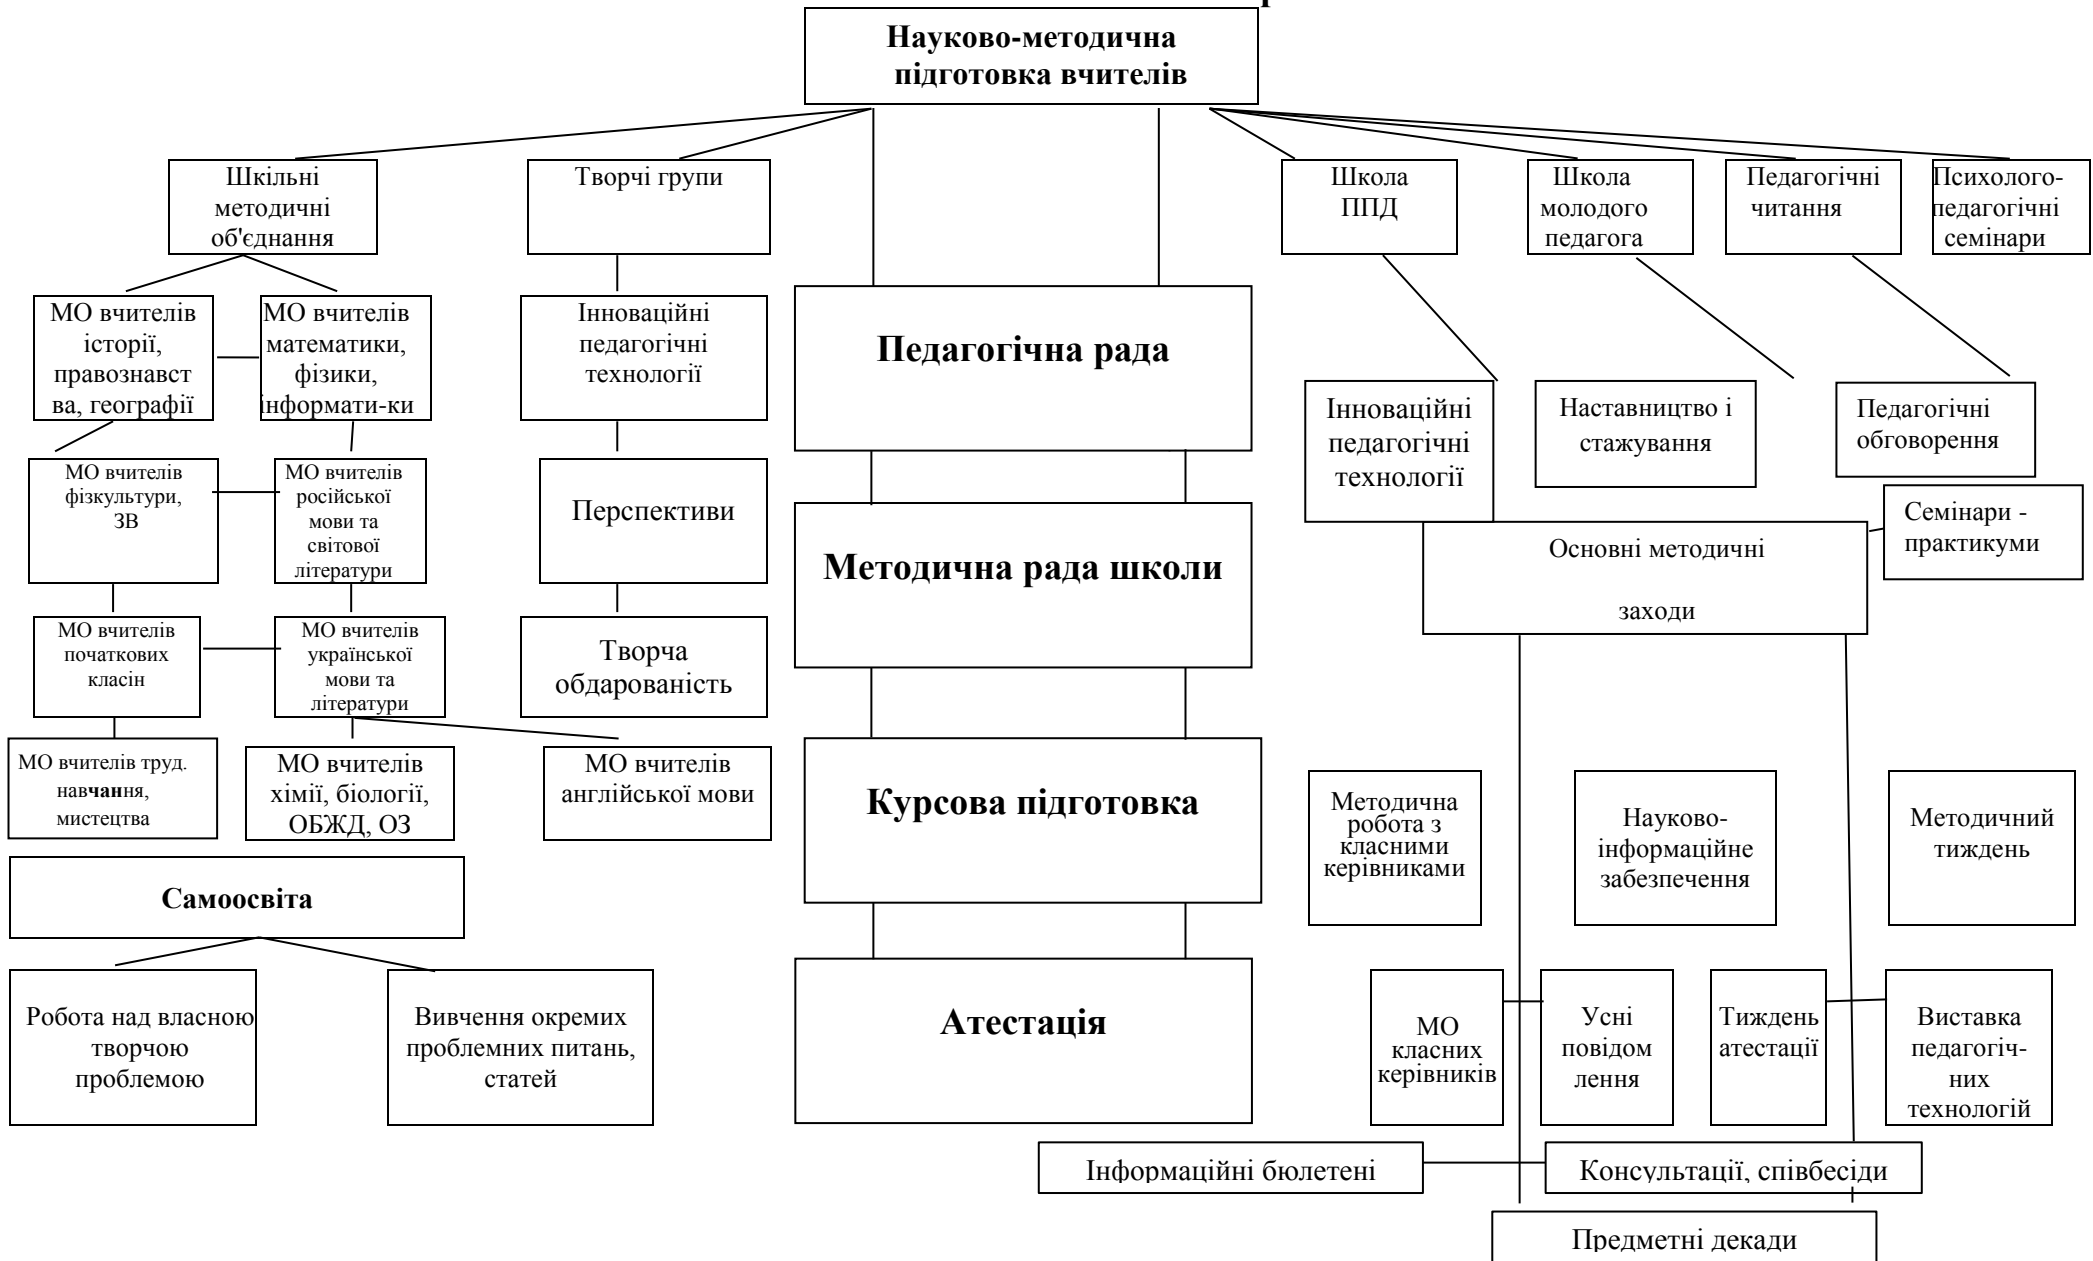 Науково-методична
підготовка вчителів
Шкільні
методичні
об'єднання
Творчі групи
Школа
ППД
Школа
молодого
педагога
Педагогічні
читання
Психолого-
педагогічні
семінари
МО вчителів
історії,
правознавст
ва, географії
МО вчителів
математики,
фізики,
інформати-ки
Інноваційні
педагогічні
технології
Педагогічна рада
Інноваційні
педагогічні
технології
Наставництво і
стажування
Педагогічні
обговорення
МО вчителів
фізкультури,
ЗВ
МО вчителів
російської
мови та
світової
літератури
Перспективи
Методична рада школи
Основні методичні
заходи
Семінари -
практикуми
МО вчителів
початкових
класін
МО вчителів
української
мови та
літератури
Творча
обдарованість
МО вчителів труд.
навчання,
мистецтва
МО вчителів
хімії, біології,
ОБЖД, ОЗ
МО вчителів
англійської мови
Курсова підготовка
Методична
робота з
класними
керівниками
Науково-
інформаційне
забезпечення
Методичний
тиждень
Самоосвіта
Робота над власною
творчою
проблемою
Вивчення окремих
проблемних питань,
статей
Атестація
МО
класних
керівників
Усні
повідом
лення
Тиждень
атестації
Виставка
педагогіч-
них
технологій
Інформаційні бюлетені
Консультації, співбесіди
Предметні декади